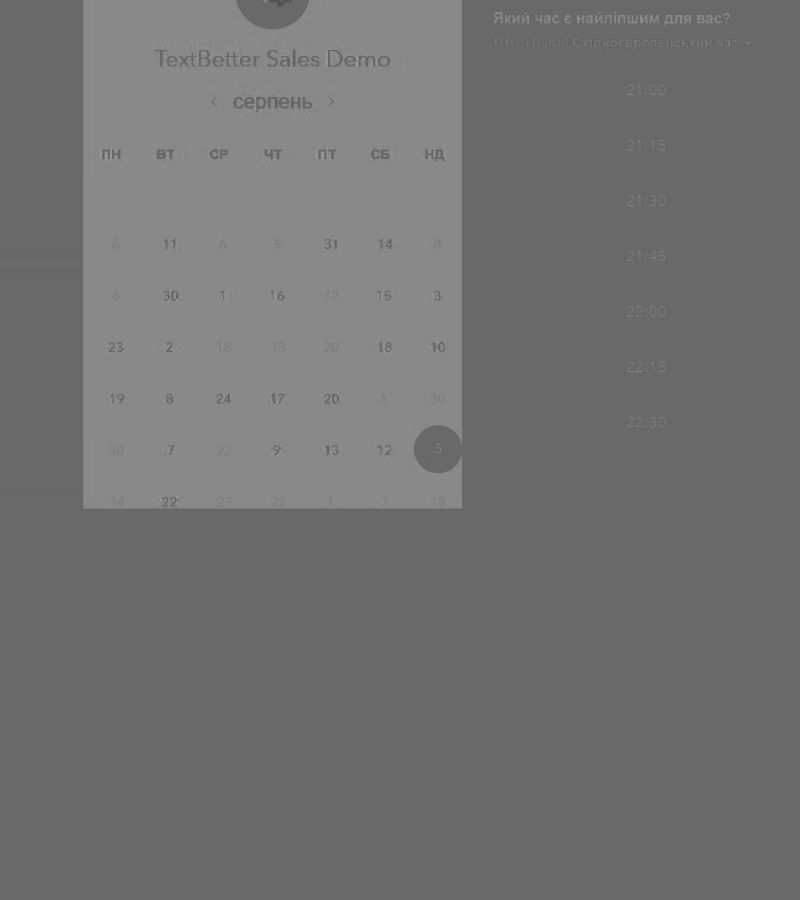 TextBetter Sales Demo
‹ серпень ›
ПН ВТ СР ЧТ ПТ СБ НД
6 11 6 5 31 14 8
6 30 1 16 12 15 3
23 2 18 13 20 18 10
19 8 24 17 20 1 30
30 7 22 9 13 12 5
14 22 27 22 1 7 18
Який час є найліпшим для вас?
UTC +03:00 Східноєвропейський час
21:00
21:15
21:30
21:45
22:00
22:15
22:30